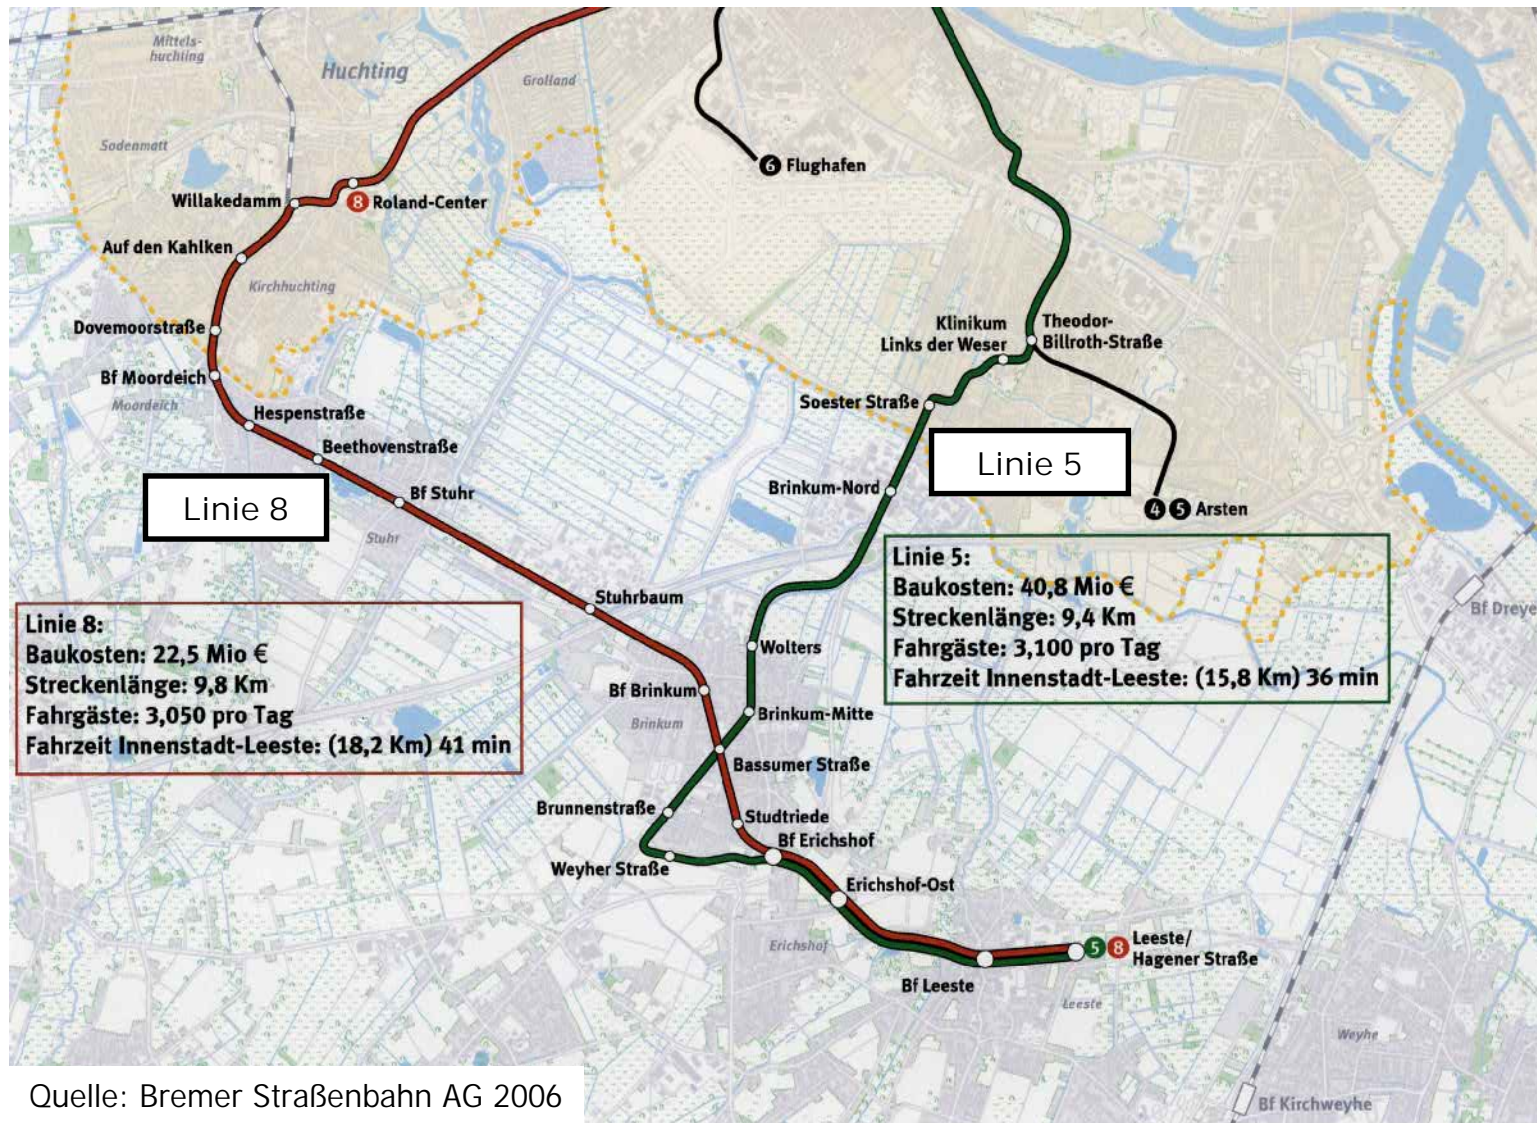 Mittels-
huchting
Huchting
Grolland
Sodenmatt
6 Flughafen
Willakedamm
8 Roland-Center
Auf den Kahlken
Kirchhuchting
Dovemoorstraße
Klinikum
Links der Weser
Theodor-
Billroth-Straße
Bf Moordeich
Moordeich
Hespenstraße
Soester Straße
Beethovenstraße
Linie 5
Brinkum-Nord
Bf Stuhr
Linie 8
4 5 Arsten
Stuhr
Linie 5:
Baukosten: 40,8 Mio €
Streckenlänge: 9,4 Km
Fahrgäste: 3,100 pro Tag
Fahrzeit Innenstadt-Leeste: (15,8 Km) 36 min
Stuhrbaum
Bf Dreye
Linie 8:
Baukosten: 22,5 Mio €
Streckenlänge: 9,8 Km
Fahrgäste: 3,050 pro Tag
Fahrzeit Innenstadt-Leeste: (18,2 Km) 41 min
Wolters
Bf Brinkum
Brinkum
Brinkum-Mitte
Bassumer Straße
Brunnenstraße
Studtriede
Bf Erichshof
Weyher Straße
Erichshof-Ost
Erichshof
5 8 Leeste/
Hagener Straße
Bf Leeste
Leeste
Weyhe
Quelle: Bremer Straßenbahn AG 2006
Bf Kirchweyhe